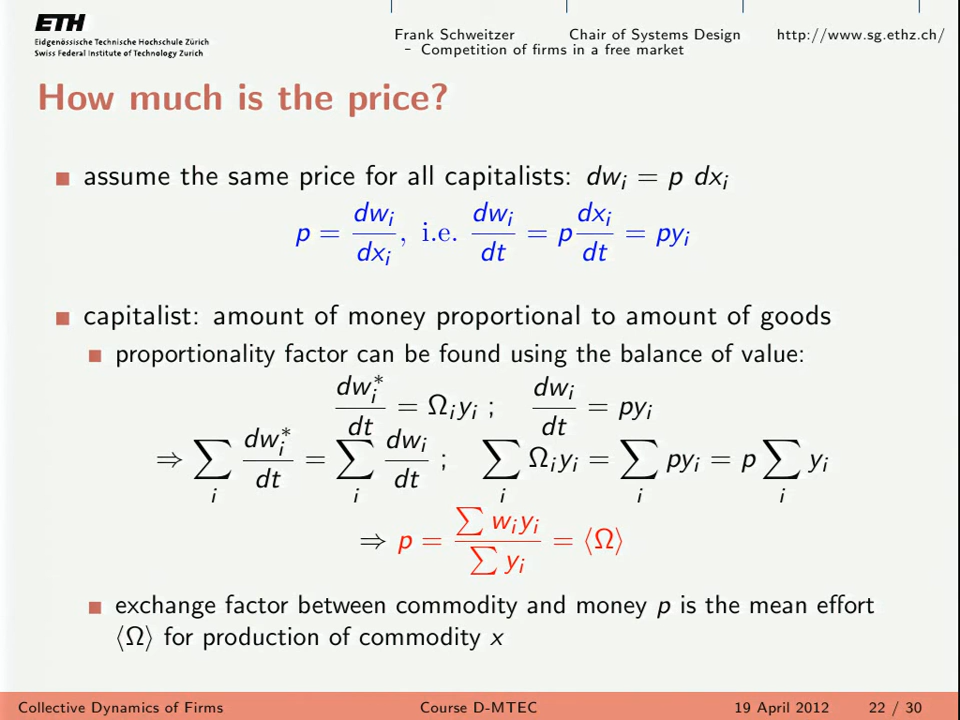 ETH
Eidgenössische Technische Hochschule Zürich
Swiss Federal Institute of Technology Zurich
Frank Schweitzer Chair of Systems Design http://www.sg.ethz.ch/
- Competition of firms in a free market
How much is the price?
assume the same price for all capitalists: dw_i = p dx_i
p = dw_i/dx_i , i.e. dw_i/dt = p dx_i/dt = py_i
capitalist: amount of money proportional to amount of goods
proportionality factor can be found using the balance of value:
dw_i^*/dt = Ω_i y_i ; dw_i/dt = py_i
⇒ ∑_i dw_i^*/dt = ∑_i dw_i/dt ; ∑_i Ω_i y_i = ∑_i py_i = p ∑_i y_i
⇒ p = ∑ w_i y_i / ∑ y_i = ⟨Ω⟩
exchange factor between commodity and money p is the mean effort
⟨Ω⟩ for production of commodity x
Collective Dynamics of Firms Course D-MTEC 19 April 2012 22 / 30